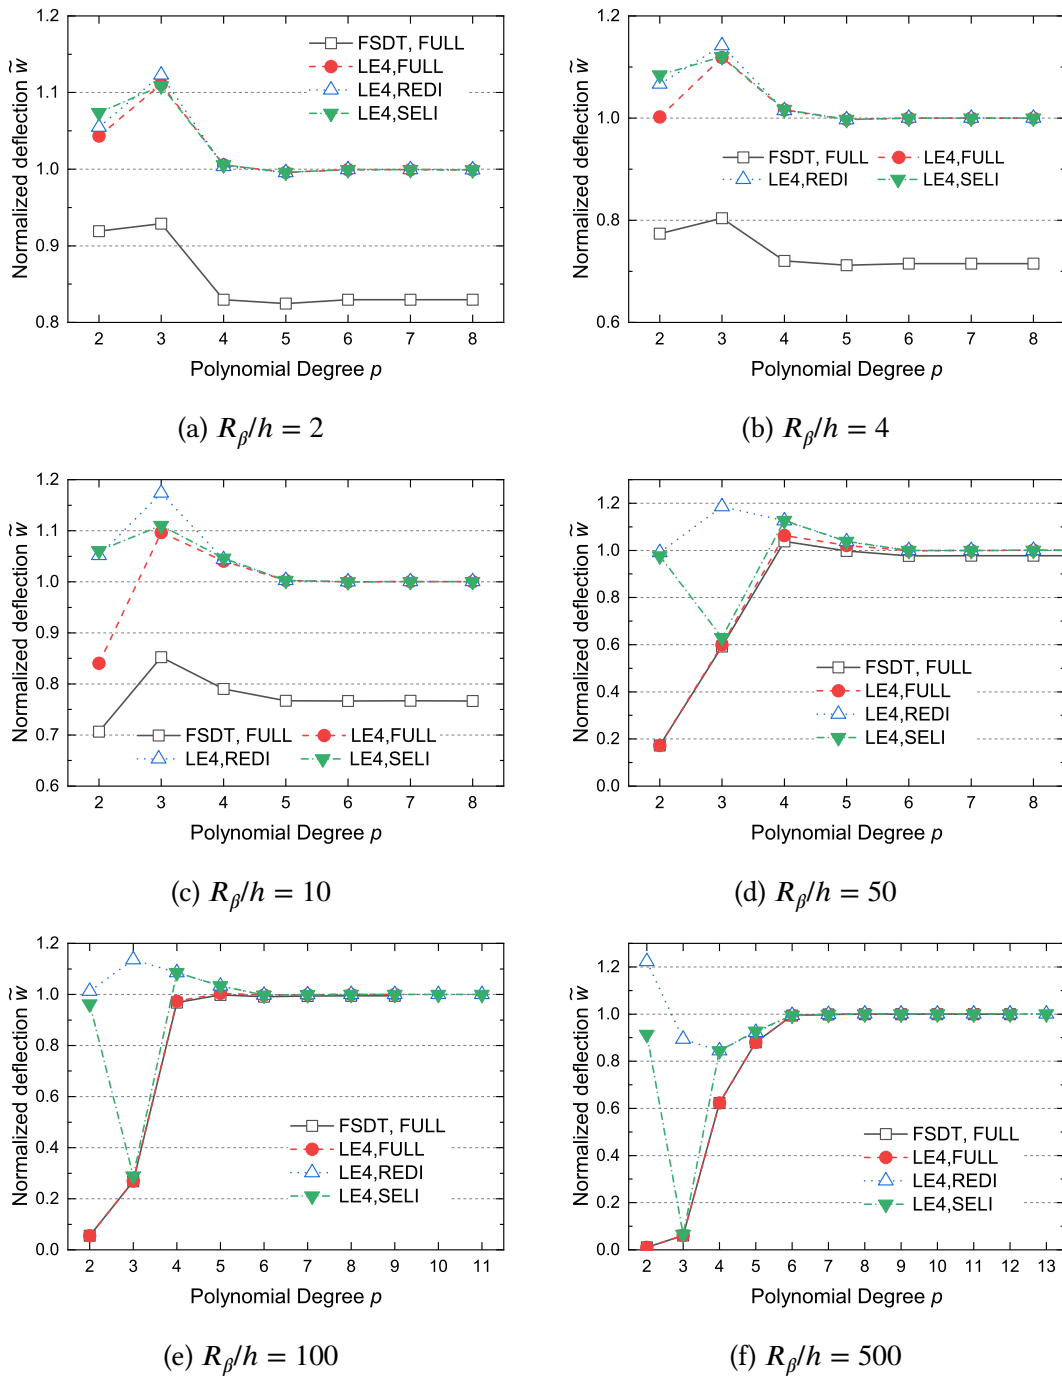 1.2
1.1
1.0
0.9
0.8
Normalized deflection w̃
FSDT, FULL
LE4,FULL
LE4,REDI
LE4,SELI
2 3 4 5 6 7 8
Polynomial Degree p
(a) R_β/h = 2
1.2
1.0
0.8
0.6
Normalized deflection w̃
FSDT, FULL LE4,FULL
LE4,REDI LE4,SELI
2 3 4 5 6 7 8
Polynomial Degree p
(b) R_β/h = 4
1.2
1.1
1.0
0.9
0.8
0.7
0.6
Normalized deflection w̃
FSDT, FULL LE4,FULL
LE4,REDI LE4,SELI
2 3 4 5 6 7 8
Polynomial Degree p
(c) R_β/h = 10
1.2
1.0
0.8
0.6
0.4
0.2
0.0
Normalized deflection w̃
FSDT, FULL
LE4,FULL
LE4,REDI
LE4,SELI
2 3 4 5 6 7 8
Polynomial Degree p
(d) R_β/h = 50
1.2
1.0
0.8
0.6
0.4
0.2
0.0
Normalized deflection w̃
FSDT, FULL
LE4,FULL
LE4,REDI
LE4,SELI
2 3 4 5 6 7 8 9 10 11
Polynomial Degree p
(e) R_β/h = 100
1.2
1.0
0.8
0.6
0.4
0.2
0.0
Normalized deflection w̃
FSDT, FULL
LE4,FULL
LE4,REDI
LE4,SELI
2 3 4 5 6 7 8 9 10 11 12 13
Polynomial Degree p
(f) R_β/h = 500